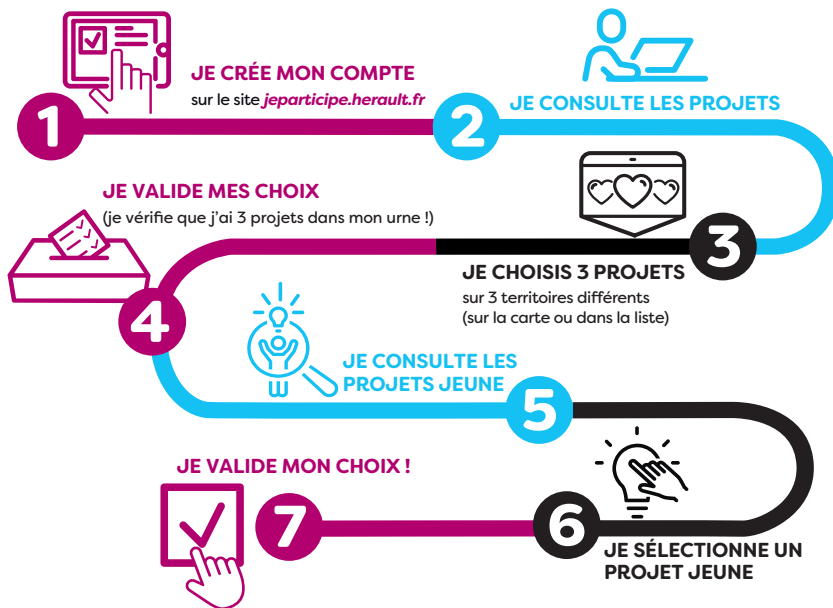 1
JE CRÉE MON COMPTE
sur le site jeparticipe.herault.fr
2
JE CONSULTE LES PROJETS
3
JE CHOISIS 3 PROJETS
sur 3 territoires différents
(sur la carte ou dans la liste)
4
JE VALIDE MES CHOIX
(je vérifie que j'ai 3 projets dans mon urne !)
5
JE CONSULTE LES
PROJETS JEUNE
6
JE SÉLECTIONNE UN
PROJET JEUNE
7
JE VALIDE MON CHOIX !